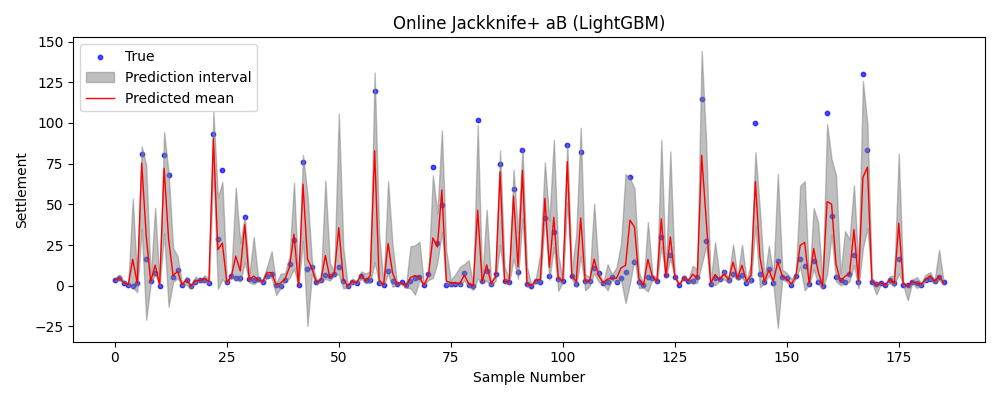 Online Jackknife+ aB (LightGBM)
True
Prediction interval
Predicted mean
Settlement
150
125
100
75
50
25
0
−25
0 25 50 75 100 125 150 175
Sample Number